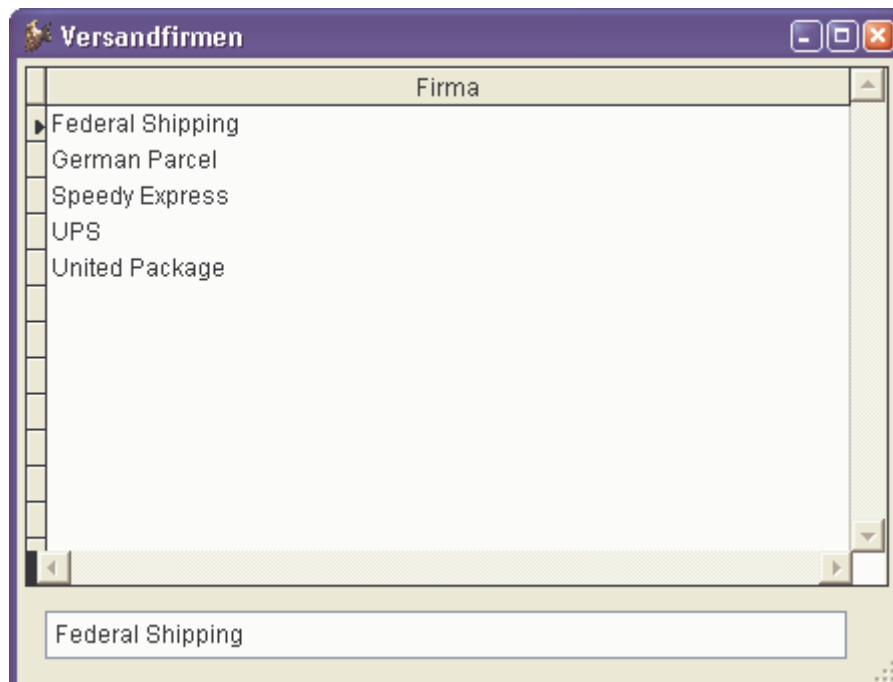 Versandfirmen
Firma
Federal Shipping
German Parcel
Speedy Express
UPS
United Package
Federal Shipping